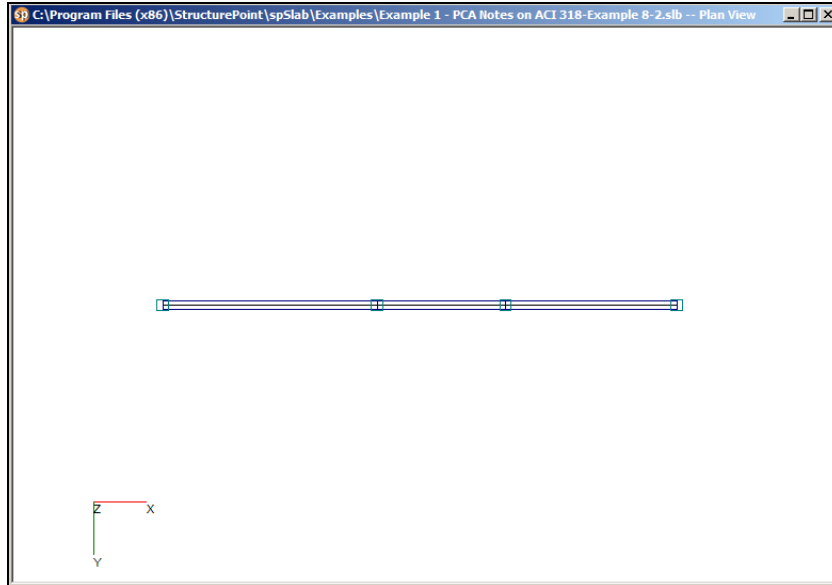 sp C:\Program Files (x86)\StructurePoint\spSlab\Examples\Example 1 - PCA Notes on ACI 318-Example 8-2.slb -- Plan View
Z X
Y